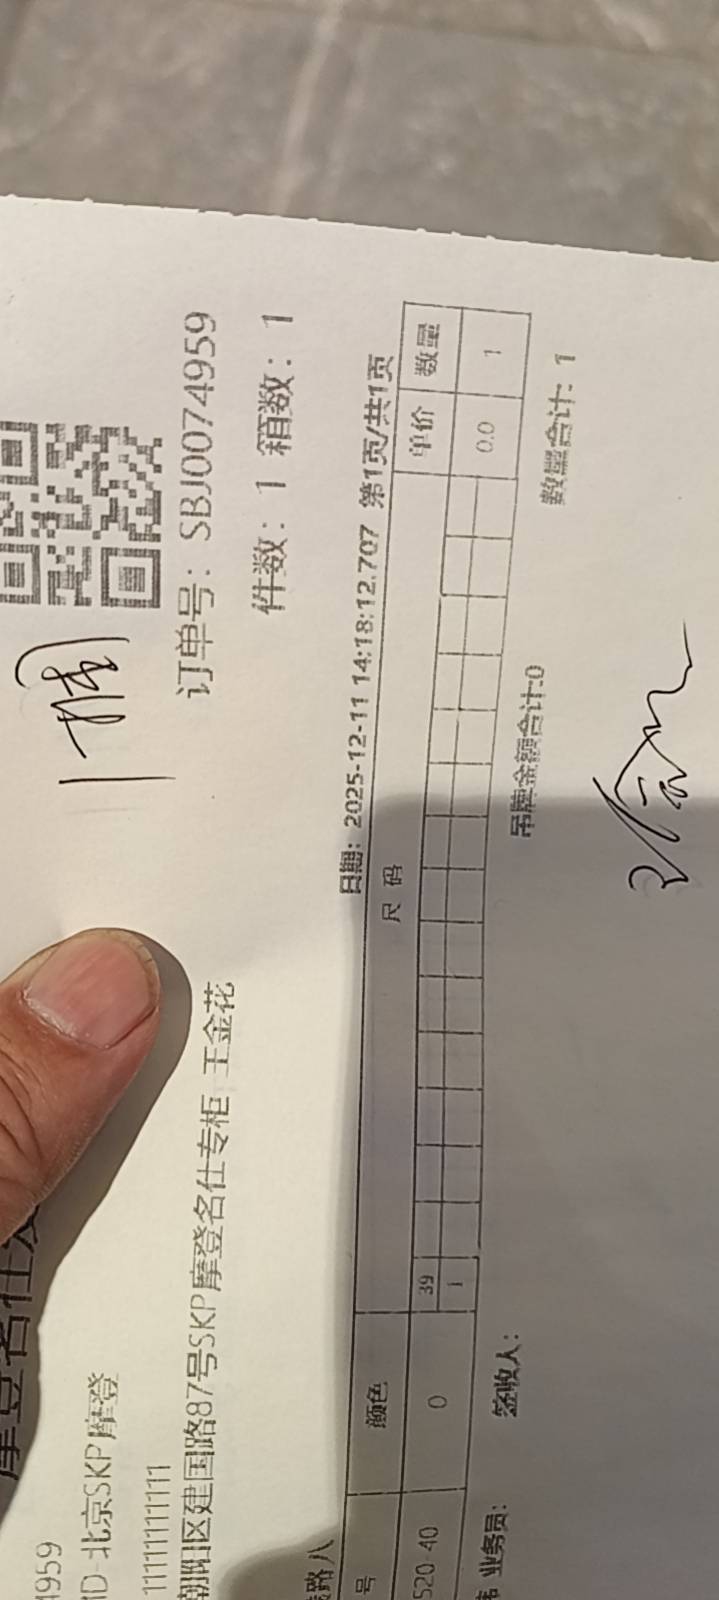 订单号：SBJ0074959
件数：1 箱数：1
4959
ID-北京SKP摩登
11111111111
朝阳区建国路87号SKP摩登名仕专柜 王金花
路八
日期：2025-12-11 14:18:12.707 第1页/共1页
号 颜色 尺码 单价 数量
39
520-40 0 1 0.0 1
业务员： 签收人： 吊牌金额合计:0 数量合计：1